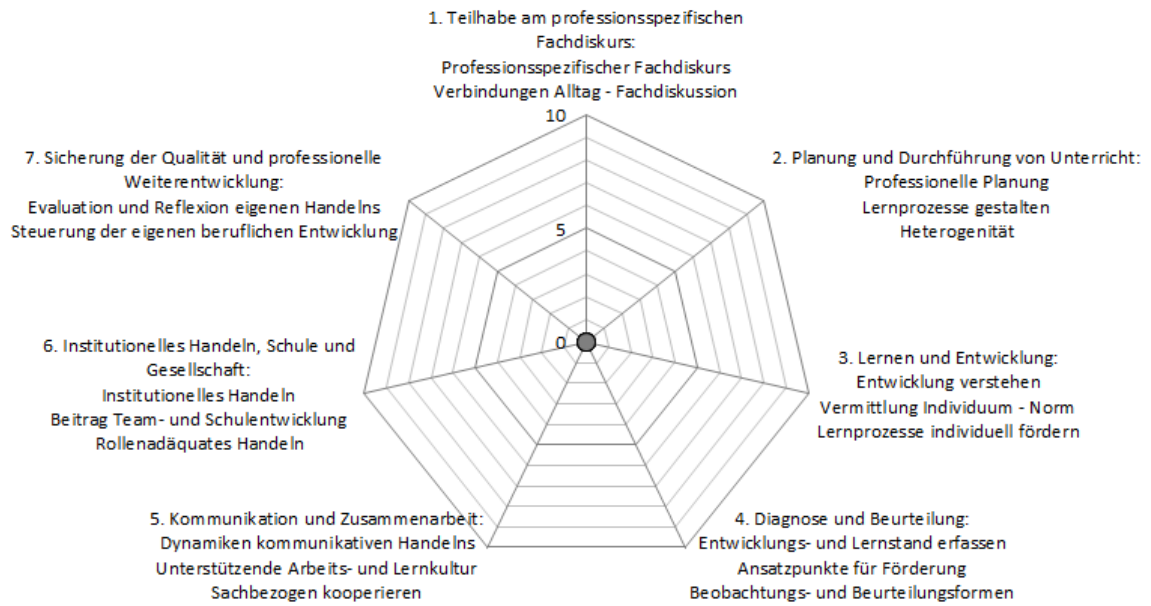 1. Teilhabe am professionsspezifischen
Fachdiskurs:
Professionsspezifischer Fachdiskurs
Verbindungen Alltag - Fachdiskussion
10
5
0
2. Planung und Durchführung von Unterricht:
Professionelle Planung
Lernprozesse gestalten
Heterogenität
3. Lernen und Entwicklung:
Entwicklung verstehen
Vermittlung Individuum - Norm
Lernprozesse individuell fördern
4. Diagnose und Beurteilung:
Entwicklungs- und Lernstand erfassen
Ansatzpunkte für Förderung
Beobachtungs- und Beurteilungsformen
5. Kommunikation und Zusammenarbeit:
Dynamiken kommunikativen Handelns
Unterstützende Arbeits- und Lernkultur
Sachbezogen kooperieren
6. Institutionelles Handeln, Schule und
Gesellschaft:
Institutionelles Handeln
Beitrag Team- und Schulentwicklung
Rollenadäquates Handeln
7. Sicherung der Qualität und professionelle
Weiterentwicklung:
Evaluation und Reflexion eigenen Handelns
Steuerung der eigenen beruflichen Entwicklung